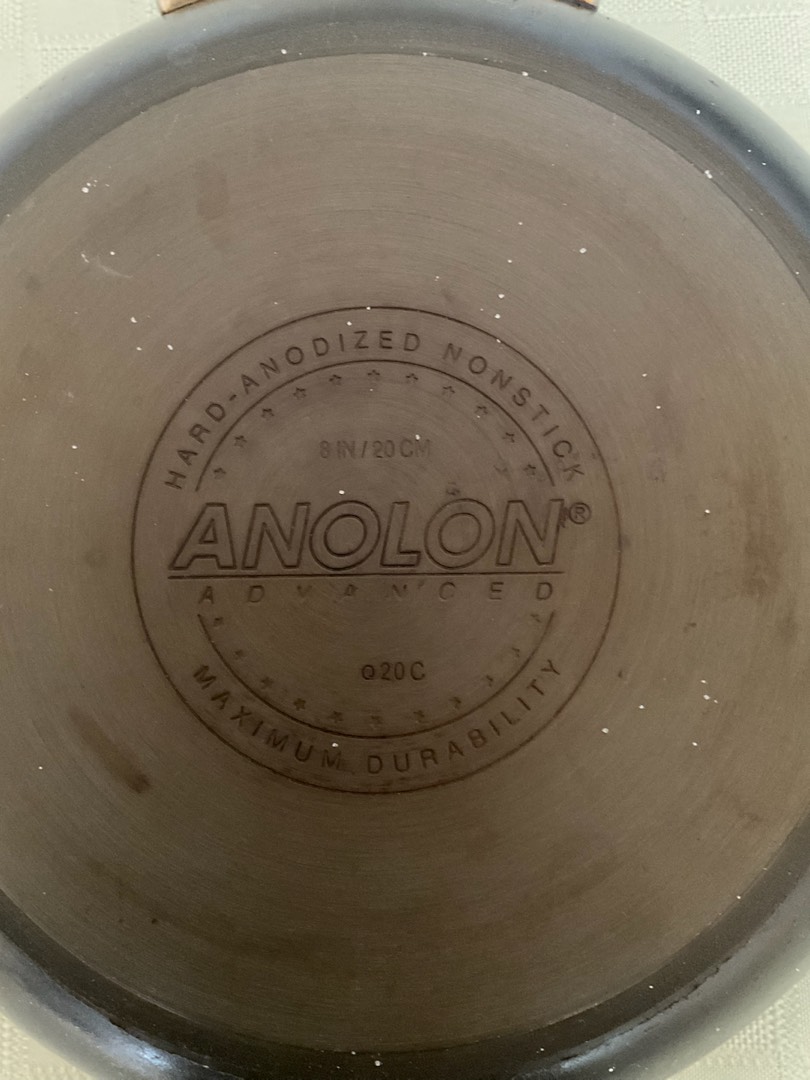 HARD-ANODIZED NONSTICK
8 IN/20 CM
ANOLON®
ADVANCED
Q20C
MAXIMUM DURABILITY